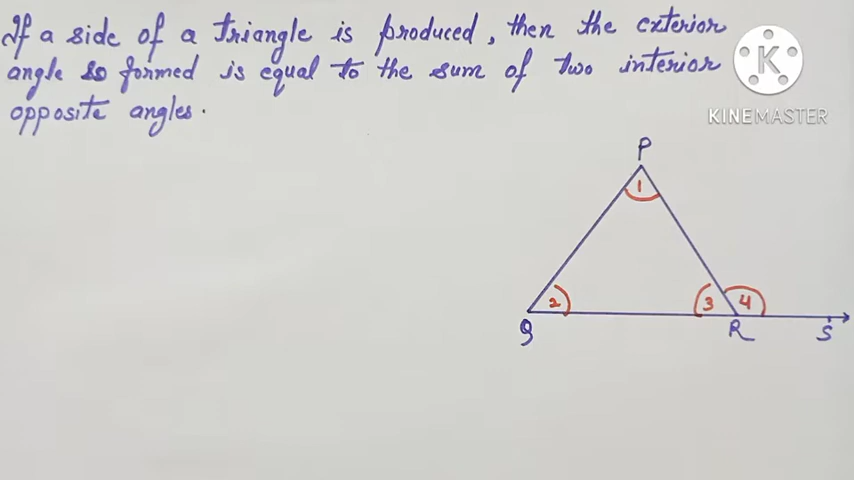 If a side of a triangle is produced, then the exterior
angle so formed is equal to the sum of two interior
opposite angles.
K
KINEMASTER
P
1
2
3
4
Q
R
S